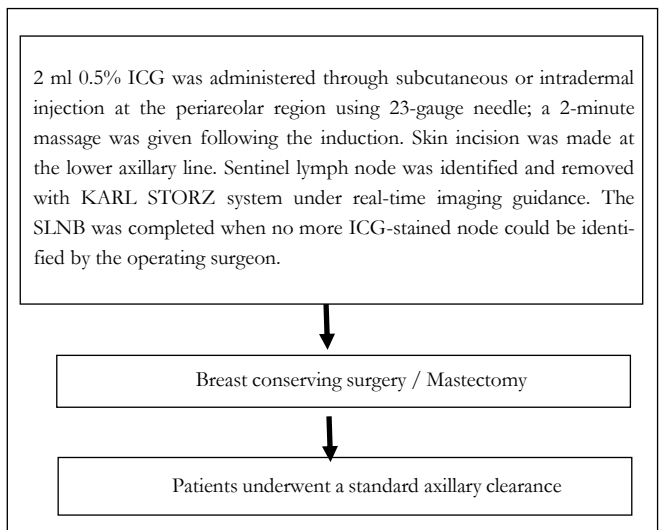 2 ml 0.5% ICG was administered through subcutaneous or intradermal
injection at the periareolar region using 23-gauge needle; a 2-minute
massage was given following the induction. Skin incision was made at
the lower axillary line. Sentinel lymph node was identified and removed
with KARL STORZ system under real-time imaging guidance. The
SLNB was completed when no more ICG-stained node could be identi-
fied by the operating surgeon.
Breast conserving surgery / Mastectomy
Patients underwent a standard axillary clearance